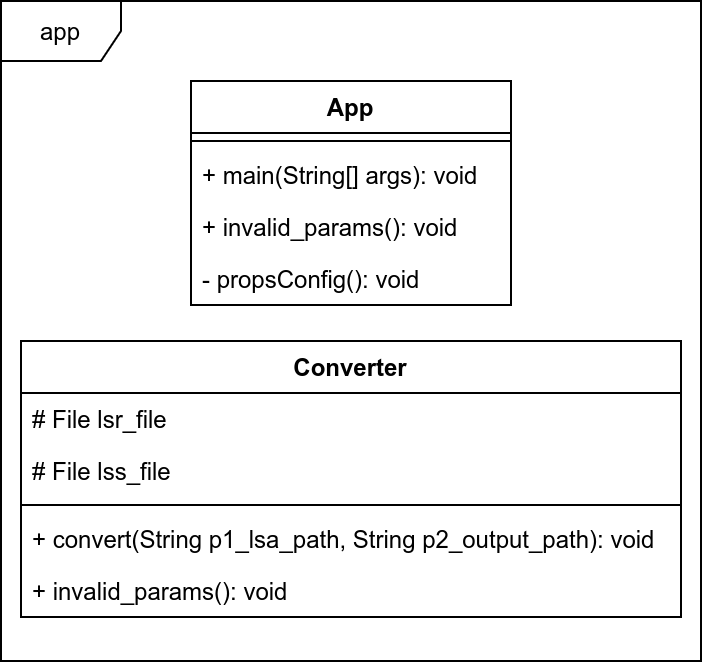 app
App
+ main(String[] args): void
+ invalid_params(): void
- propsConfig(): void
Converter
# File lsr_file
# File lss_file
+ convert(String p1_lsa_path, String p2_output_path): void
+ invalid_params(): void